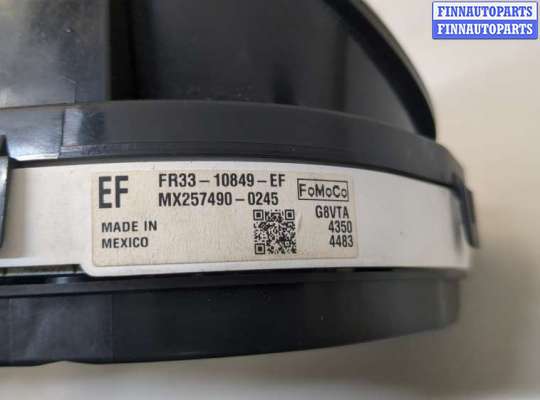 FINNAUTOPARTS
FINNAUTOPARTS
EF
FR33-10849-EF
MX257490-0245
FoMoCo
G8VTA
4350
4483
MADE IN
MEXICO